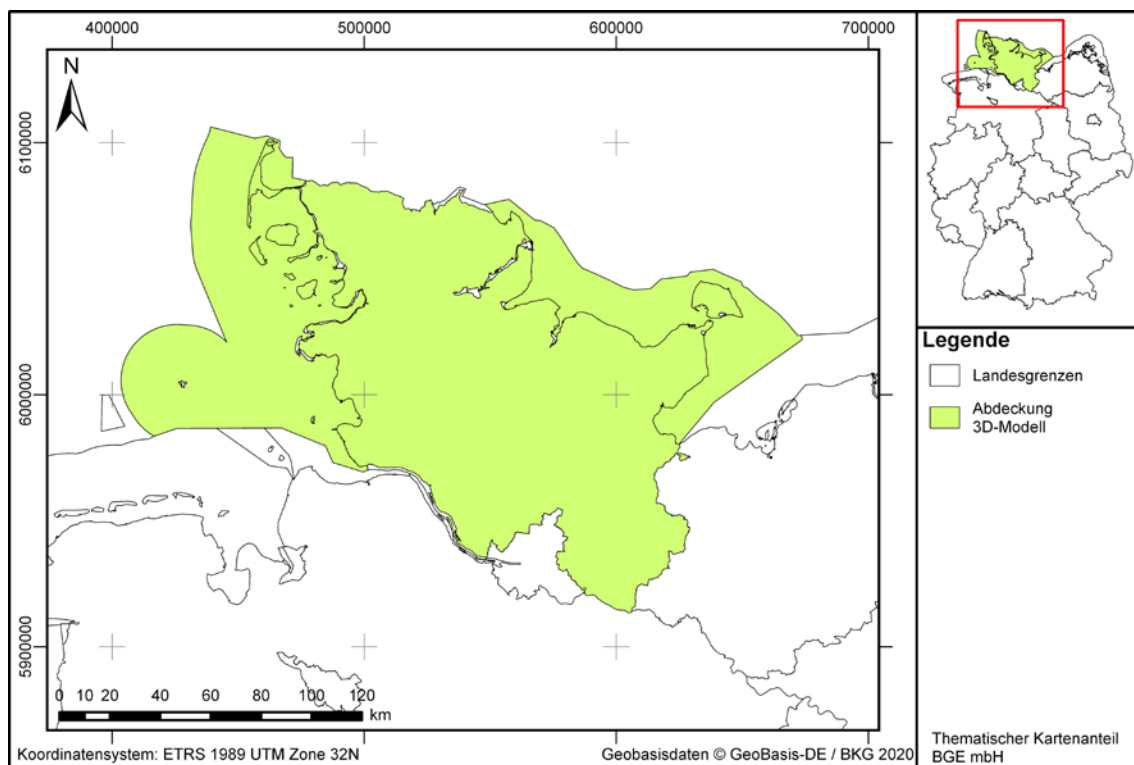 400000 500000 600000 700000
N
6100000
6000000
5900000
0 10 20 40 60 80 100 120
km
Koordinatensystem: ETRS 1989 UTM Zone 32N
Geobasisdaten © GeoBasis-DE / BKG 2020
Legende
Landesgrenzen
Abdeckung
3D-Modell
Thematischer Kartenanteil
BGE mbH